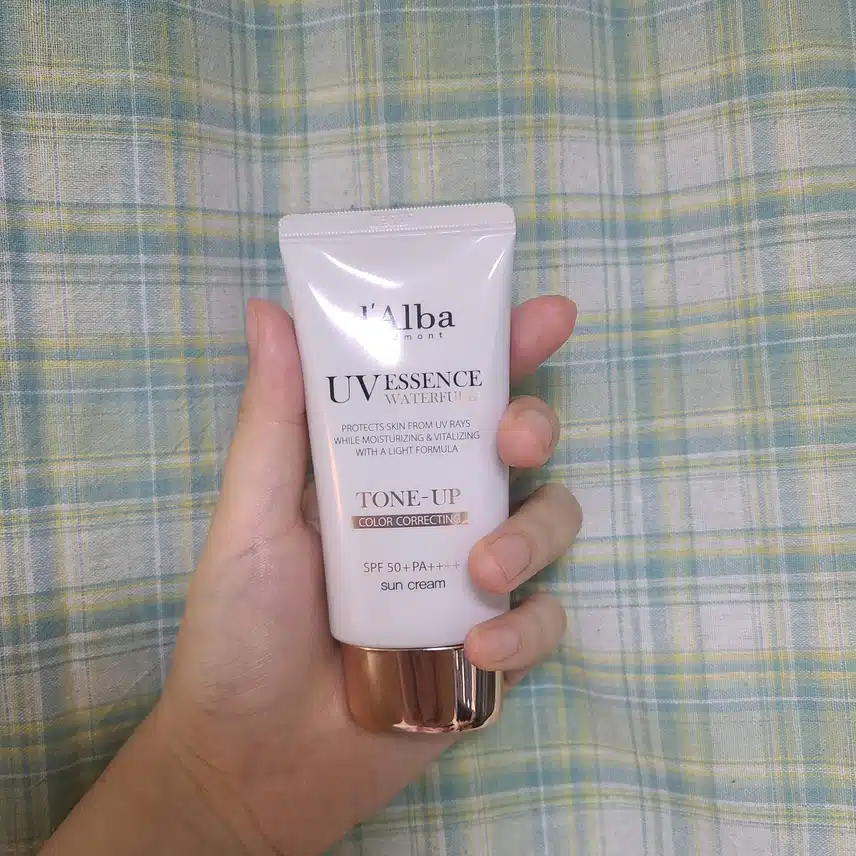 d'Alba
UV ESSENCE
WATERFULL
PROTECTS SKIN FROM UV RAYS
WHILE MOISTURIZING & VITALIZING
WITH A LIGHT FORMULA
TONE-UP
COLOR CORRECTING
SPF 50+PA++++
sun cream